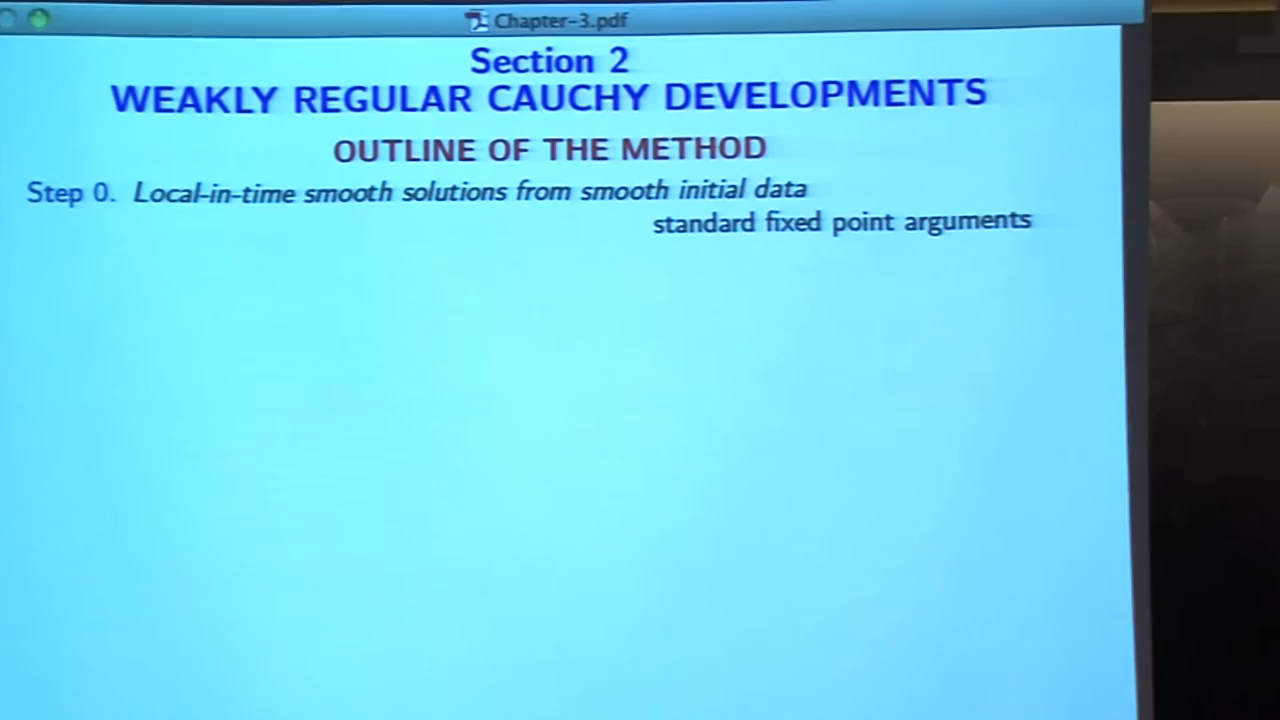 Chapter-3.pdf
Section 2
WEAKLY REGULAR CAUCHY DEVELOPMENTS
OUTLINE OF THE METHOD
Step 0. Local-in-time smooth solutions from smooth initial data
standard fixed point arguments